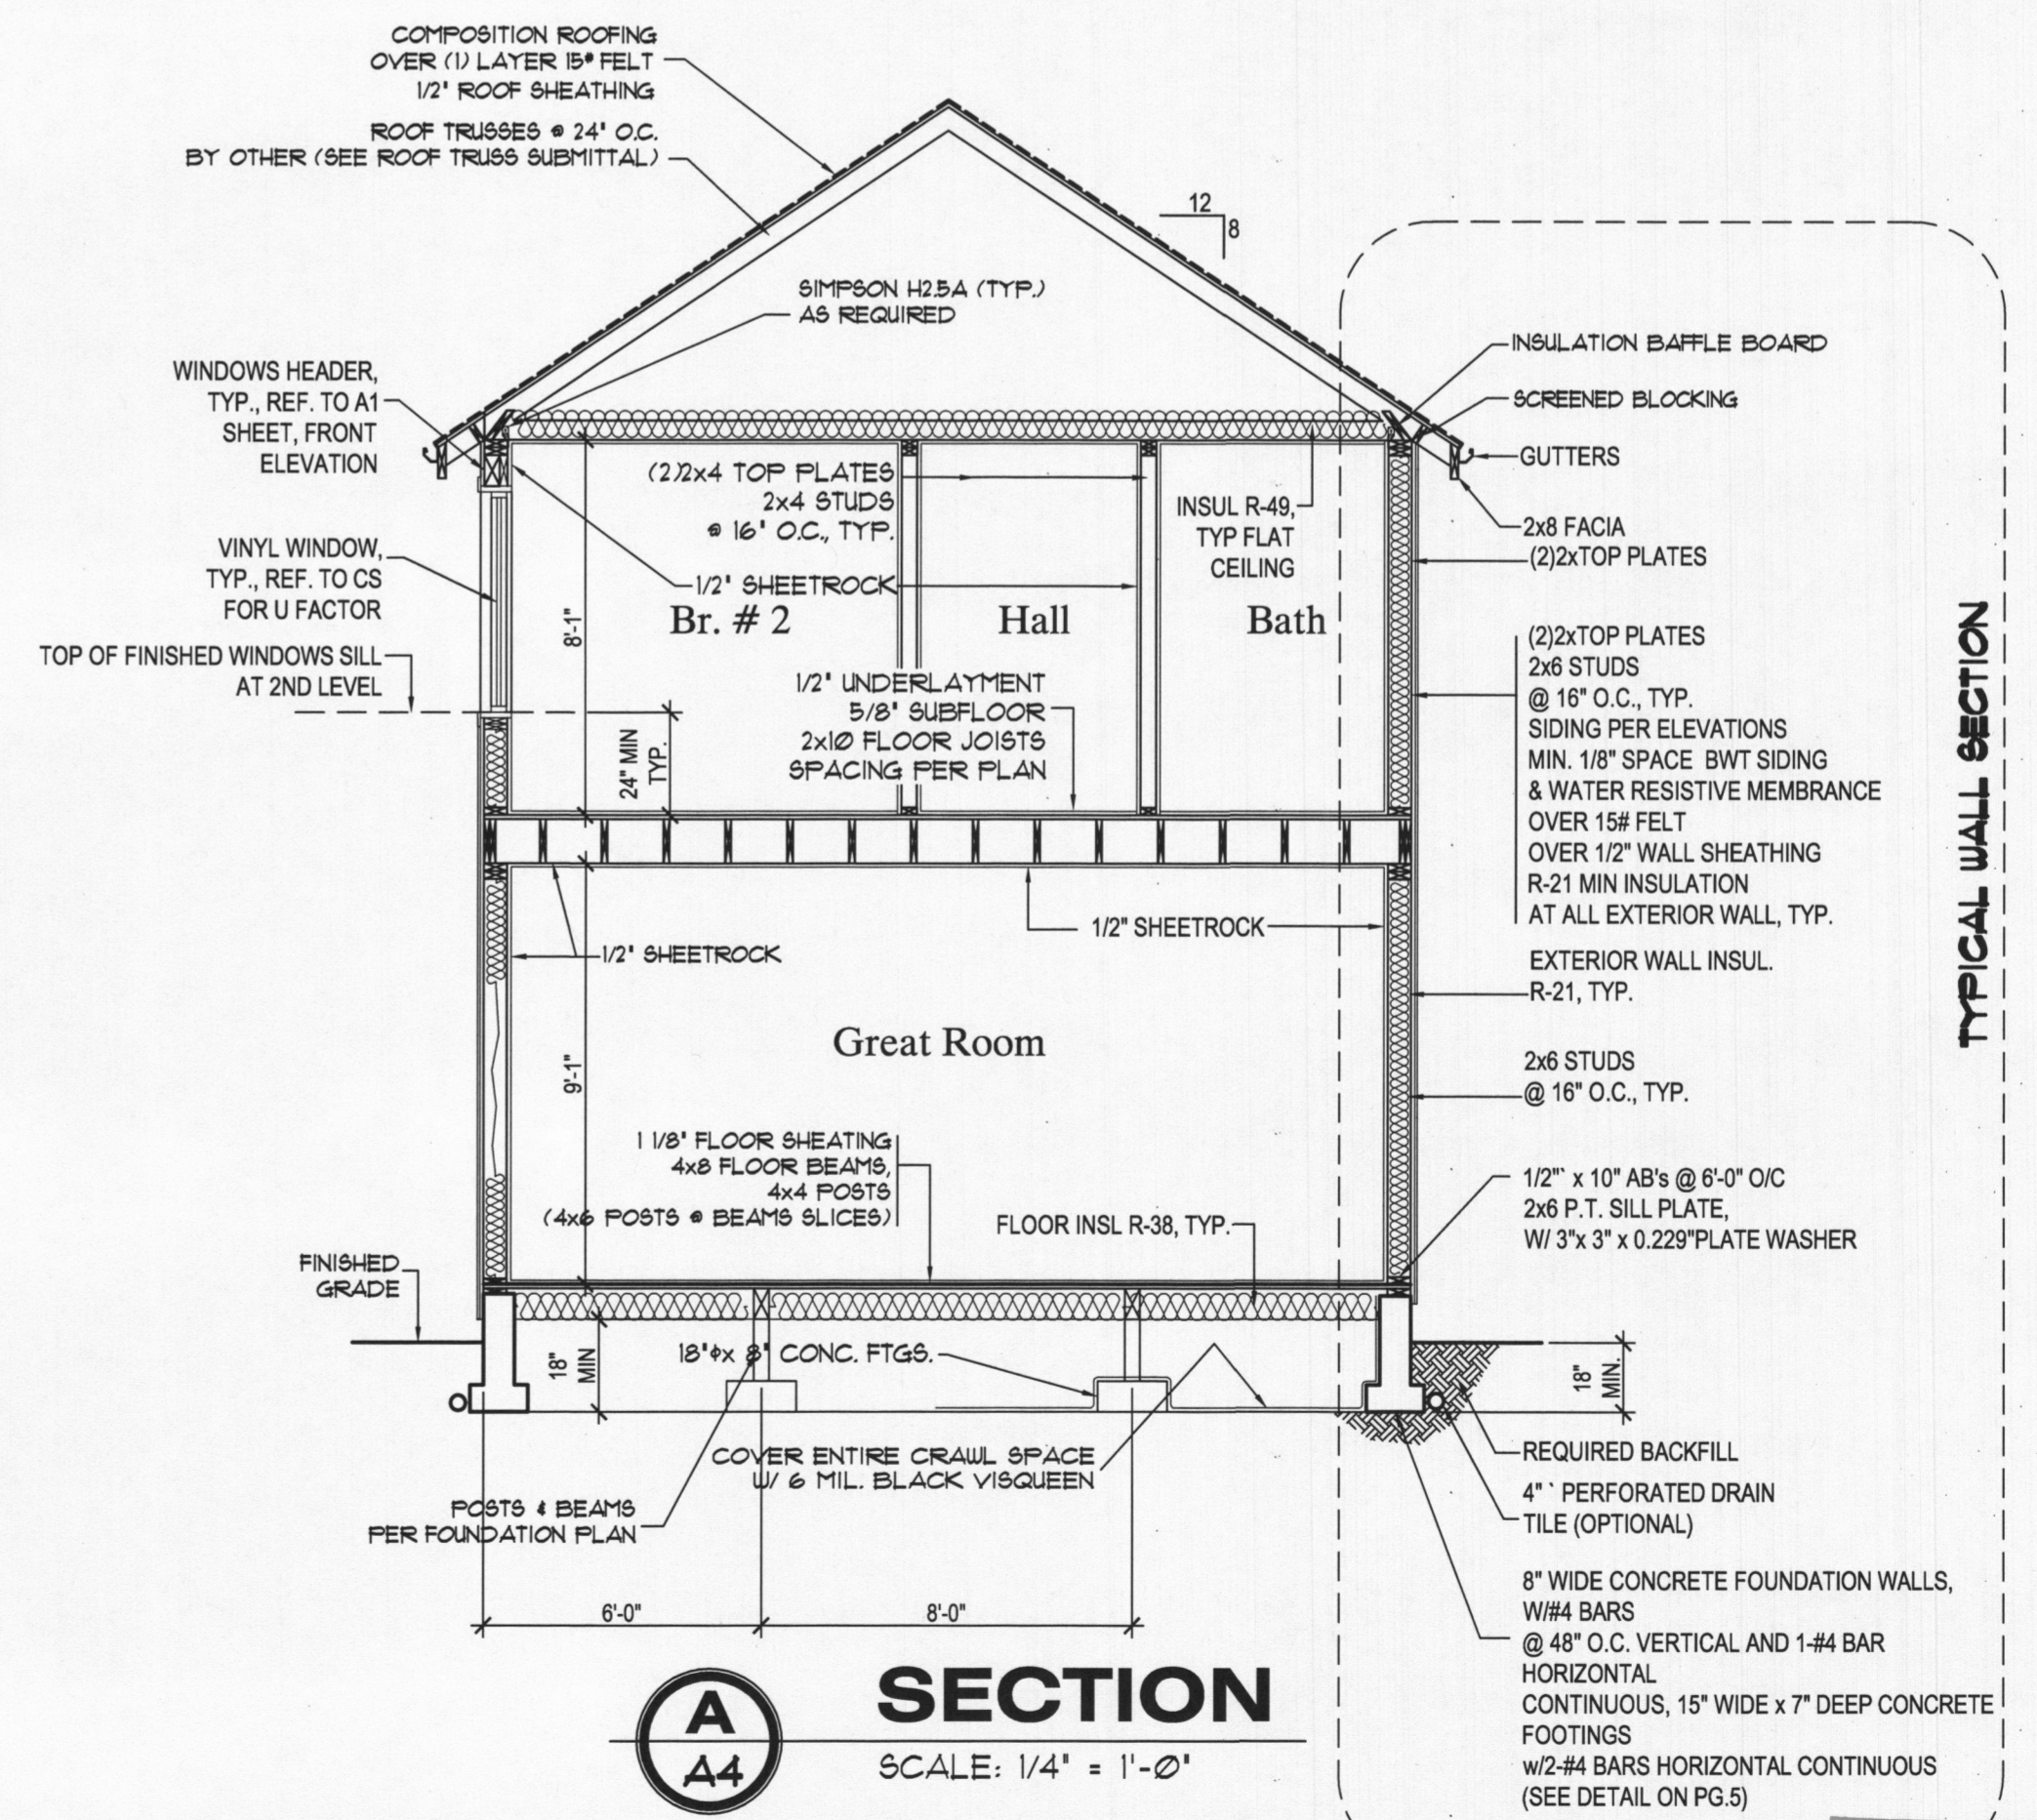 COMPOSITION ROOFING
OVER (1) LAYER 15# FELT
1/2" ROOF SHEATHING
ROOF TRUSSES @ 24" O.C.
BY OTHER (SEE ROOF TRUSS SUBMITTAL)
12
8
SIMPSON H2.5A (TYP.)
AS REQUIRED
WINDOWS HEADER,
TYP., REF. TO A1
SHEET, FRONT
ELEVATION
VINYL WINDOW,
TYP., REF. TO CS
FOR U FACTOR
TOP OF FINISHED WINDOWS SILL
AT 2ND LEVEL
(2)2x4 TOP PLATES
2x4 STUDS
@ 16" O.C., TYP.
1/2" SHEETROCK
INSUL R-49,
TYP FLAT
CEILING
8'-1"
Br. # 2
Hall
Bath
24" MIN
TYP.
1/2" UNDERLAYMENT
5/8" SUBFLOOR
2x10 FLOOR JOISTS
SPACING PER PLAN
1/2" SHEETROCK
1/2" SHEETROCK
9'-1"
Great Room
1 1/8" FLOOR SHEATING
4x8 FLOOR BEAMS,
4x4 POSTS
(4x6 POSTS @ BEAMS SLICES)
FLOOR INSL R-38, TYP.
FINISHED
GRADE
18"
MIN
18"ϕx 8" CONC. FTGS.
COVER ENTIRE CRAWL SPACE
W/ 6 MIL. BLACK VISQUEEN
POSTS & BEAMS
PER FOUNDATION PLAN
6'-0"
8'-0"
INSULATION BAFFLE BOARD
SCREENED BLOCKING
GUTTERS
2x8 FACIA
(2)2xTOP PLATES
(2)2xTOP PLATES
2x6 STUDS
@ 16" O.C., TYP.
SIDING PER ELEVATIONS
MIN. 1/8" SPACE BWT SIDING
& WATER RESISTIVE MEMBRANCE
OVER 15# FELT
OVER 1/2" WALL SHEATHING
R-21 MIN INSULATION
AT ALL EXTERIOR WALL, TYP.
EXTERIOR WALL INSUL.
R-21, TYP.
2x6 STUDS
@ 16" O.C., TYP.
1/2"` x 10" AB's @ 6'-0" O/C
2x6 P.T. SILL PLATE,
W/ 3"x 3" x 0.229"PLATE WASHER
18"
MIN.
REQUIRED BACKFILL
4" ` PERFORATED DRAIN
TILE (OPTIONAL)
8" WIDE CONCRETE FOUNDATION WALLS,
W/#4 BARS
@ 48" O.C. VERTICAL AND 1-#4 BAR
HORIZONTAL
CONTINUOUS, 15" WIDE x 7" DEEP CONCRETE
FOOTINGS
w/2-#4 BARS HORIZONTAL CONTINUOUS
(SEE DETAIL ON PG.5)
TYPICAL WALL SECTION
A
A4
SECTION
SCALE: 1/4" = 1'-0"